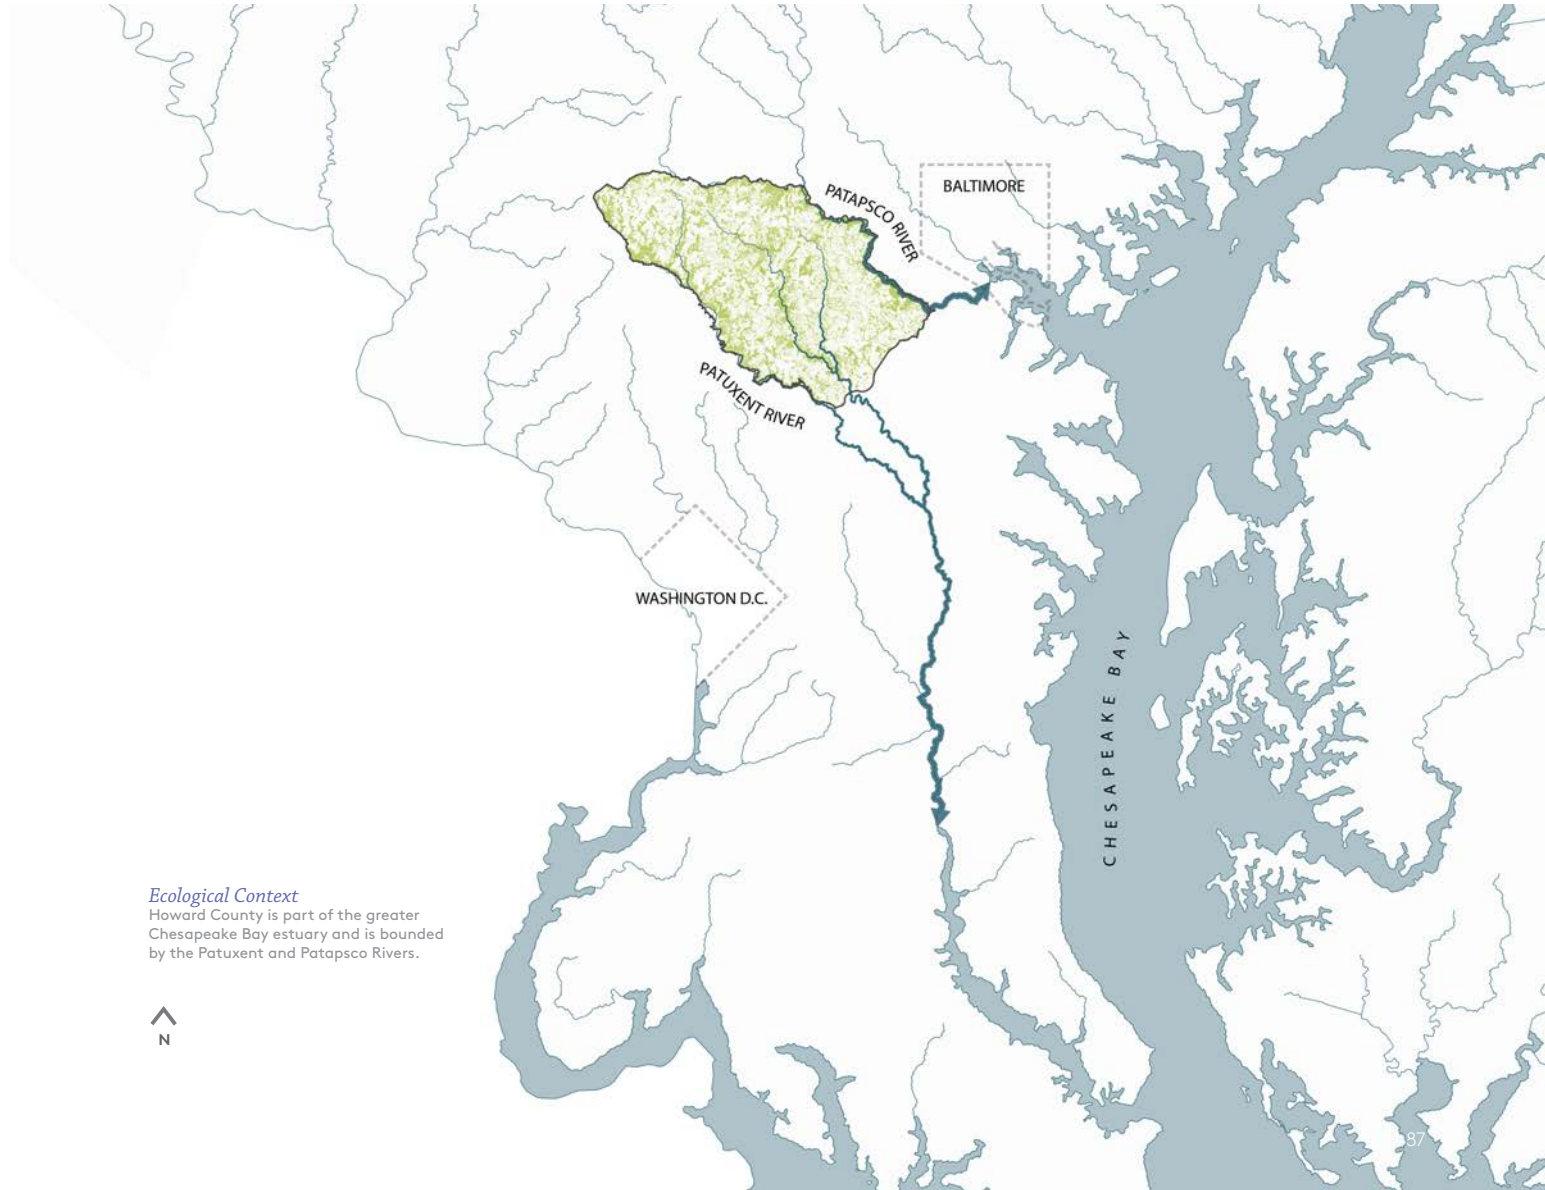 PATAPSCO RIVER
BALTIMORE
PATUXENT RIVER
WASHINGTON D.C.
CHESAPEAKE BAY
Ecological Context
Howard County is part of the greater
Chesapeake Bay estuary and is bounded
by the Patuxent and Patapsco Rivers.
N
87